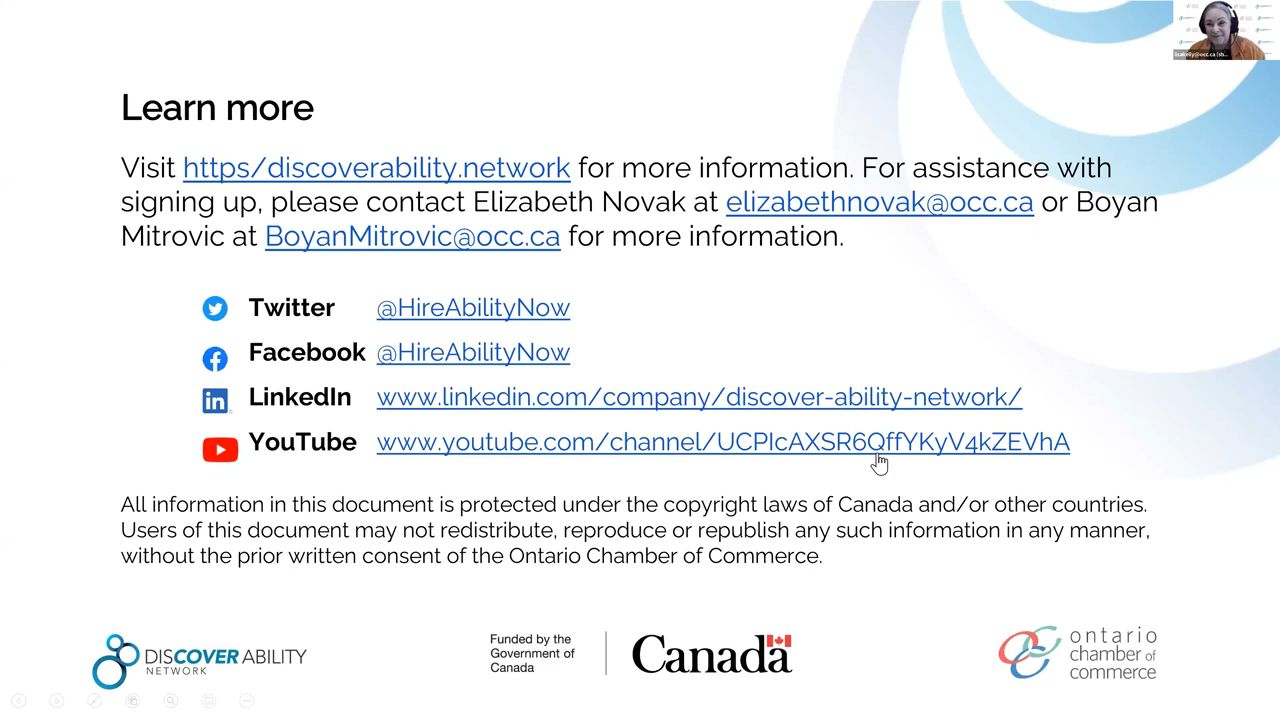 lisakelly@occ.ca (sh...
Learn more
Visit https/discoverability.network for more information. For assistance with
signing up, please contact Elizabeth Novak at elizabethnovak@occ.ca or Boyan
Mitrovic at BoyanMitrovic@occ.ca for more information.
Twitter @HireAbilityNow
Facebook @HireAbilityNow
LinkedIn www.linkedin.com/company/discover-ability-network/
YouTube www.youtube.com/channel/UCPIcAXSR6QffYKyV4kZEVhA
All information in this document is protected under the copyright laws of Canada and/or other countries.
Users of this document may not redistribute, reproduce or republish any such information in any manner,
without the prior written consent of the Ontario Chamber of Commerce.
DISCOVER ABILITY
NETWORK
Funded by the
Government of
Canada
Canada
ontario
chamber of
commerce